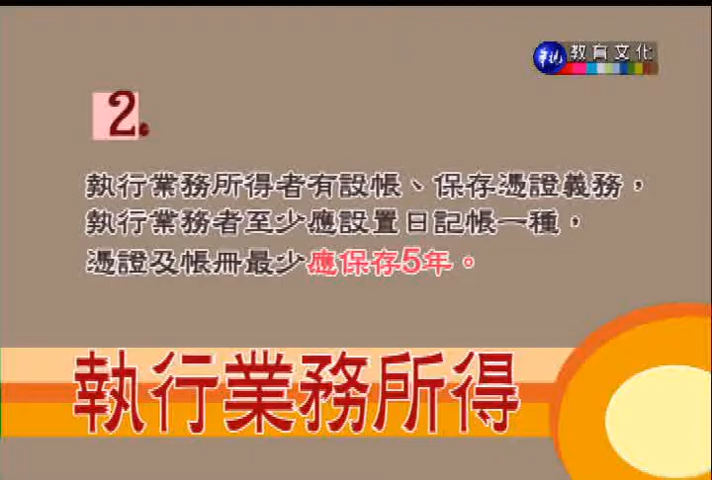 華視 教育文化
2.
執行業務所得者有設帳、保存憑證義務，
執行業務者至少應設置日記帳一種，
憑證及帳冊最少應保存5年。
執行業務所得